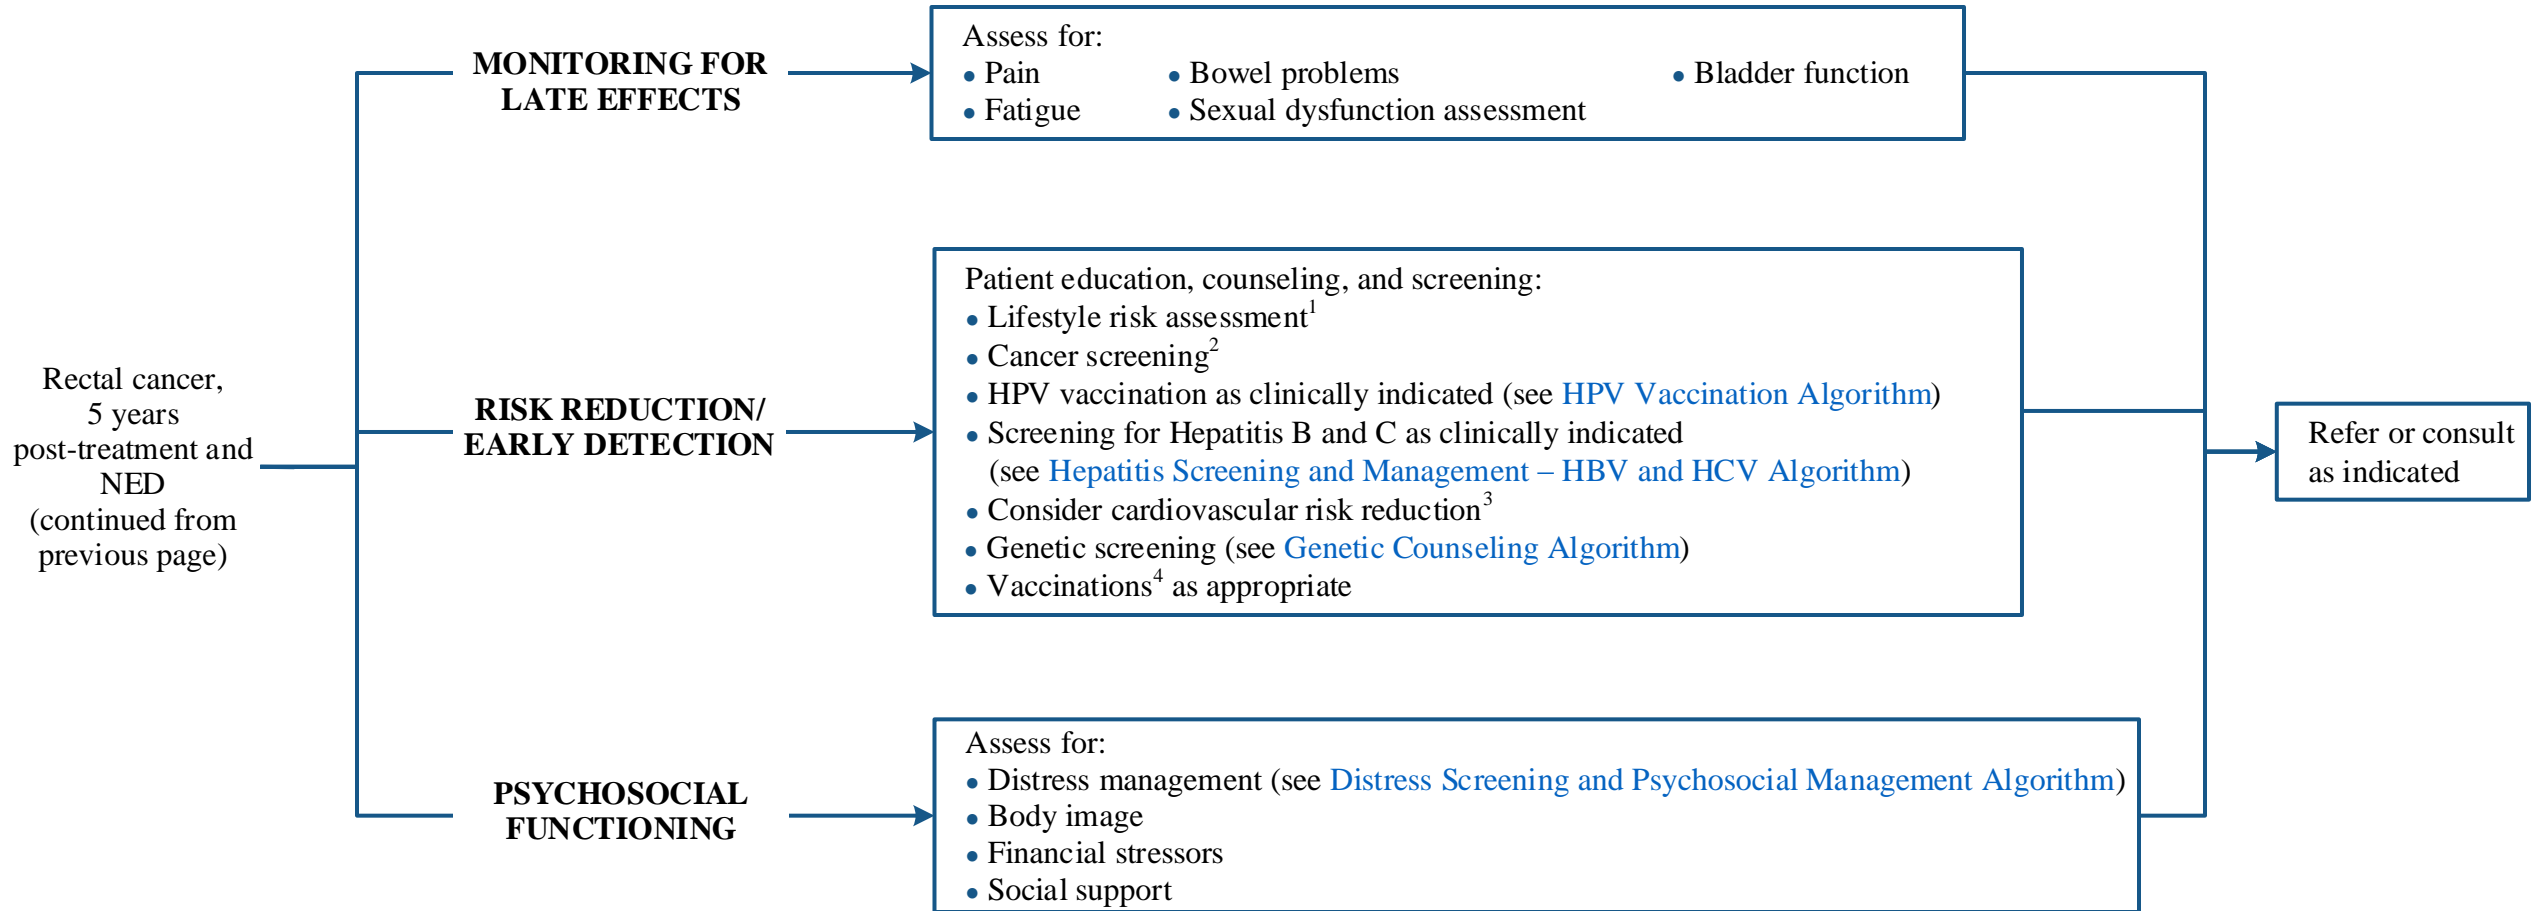 Rectal cancer,
5 years
post-treatment and
NED
(continued from
previous page)
MONITORING FOR
LATE EFFECTS
Assess for:
● Pain ● Bowel problems ● Bladder function
● Fatigue ● Sexual dysfunction assessment
RISK REDUCTION/
EARLY DETECTION
Patient education, counseling, and screening:
● Lifestyle risk assessment¹
● Cancer screening²
● HPV vaccination as clinically indicated (see HPV Vaccination Algorithm)
● Screening for Hepatitis B and C as clinically indicated
(see Hepatitis Screening and Management – HBV and HCV Algorithm)
● Consider cardiovascular risk reduction³
● Genetic screening (see Genetic Counseling Algorithm)
● Vaccinations⁴ as appropriate
PSYCHOSOCIAL
FUNCTIONING
Assess for:
● Distress management (see Distress Screening and Psychosocial Management Algorithm)
● Body image
● Financial stressors
● Social support
Refer or consult
as indicated